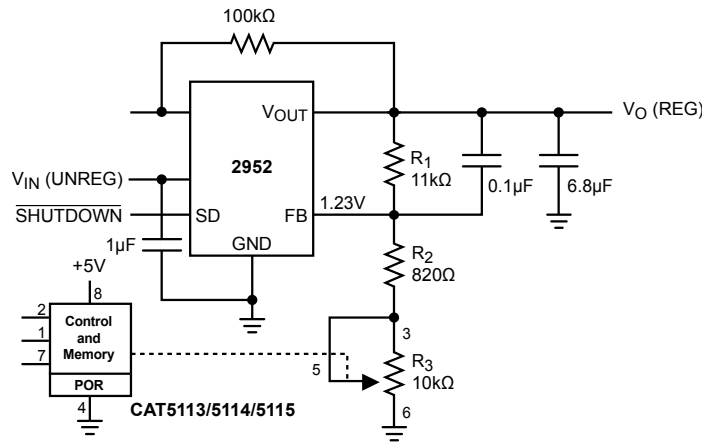 100kΩ
VOUT
VO (REG)
2952
R1
11kΩ
0.1µF
6.8µF
VIN (UNREG)
SHUTDOWN
SD
FB
1.23V
GND
1µF
R2
820Ω
+5V
8
2
1
7
Control
and
Memory
POR
4
CAT5113/5114/5115
3
5
R3
10kΩ
6